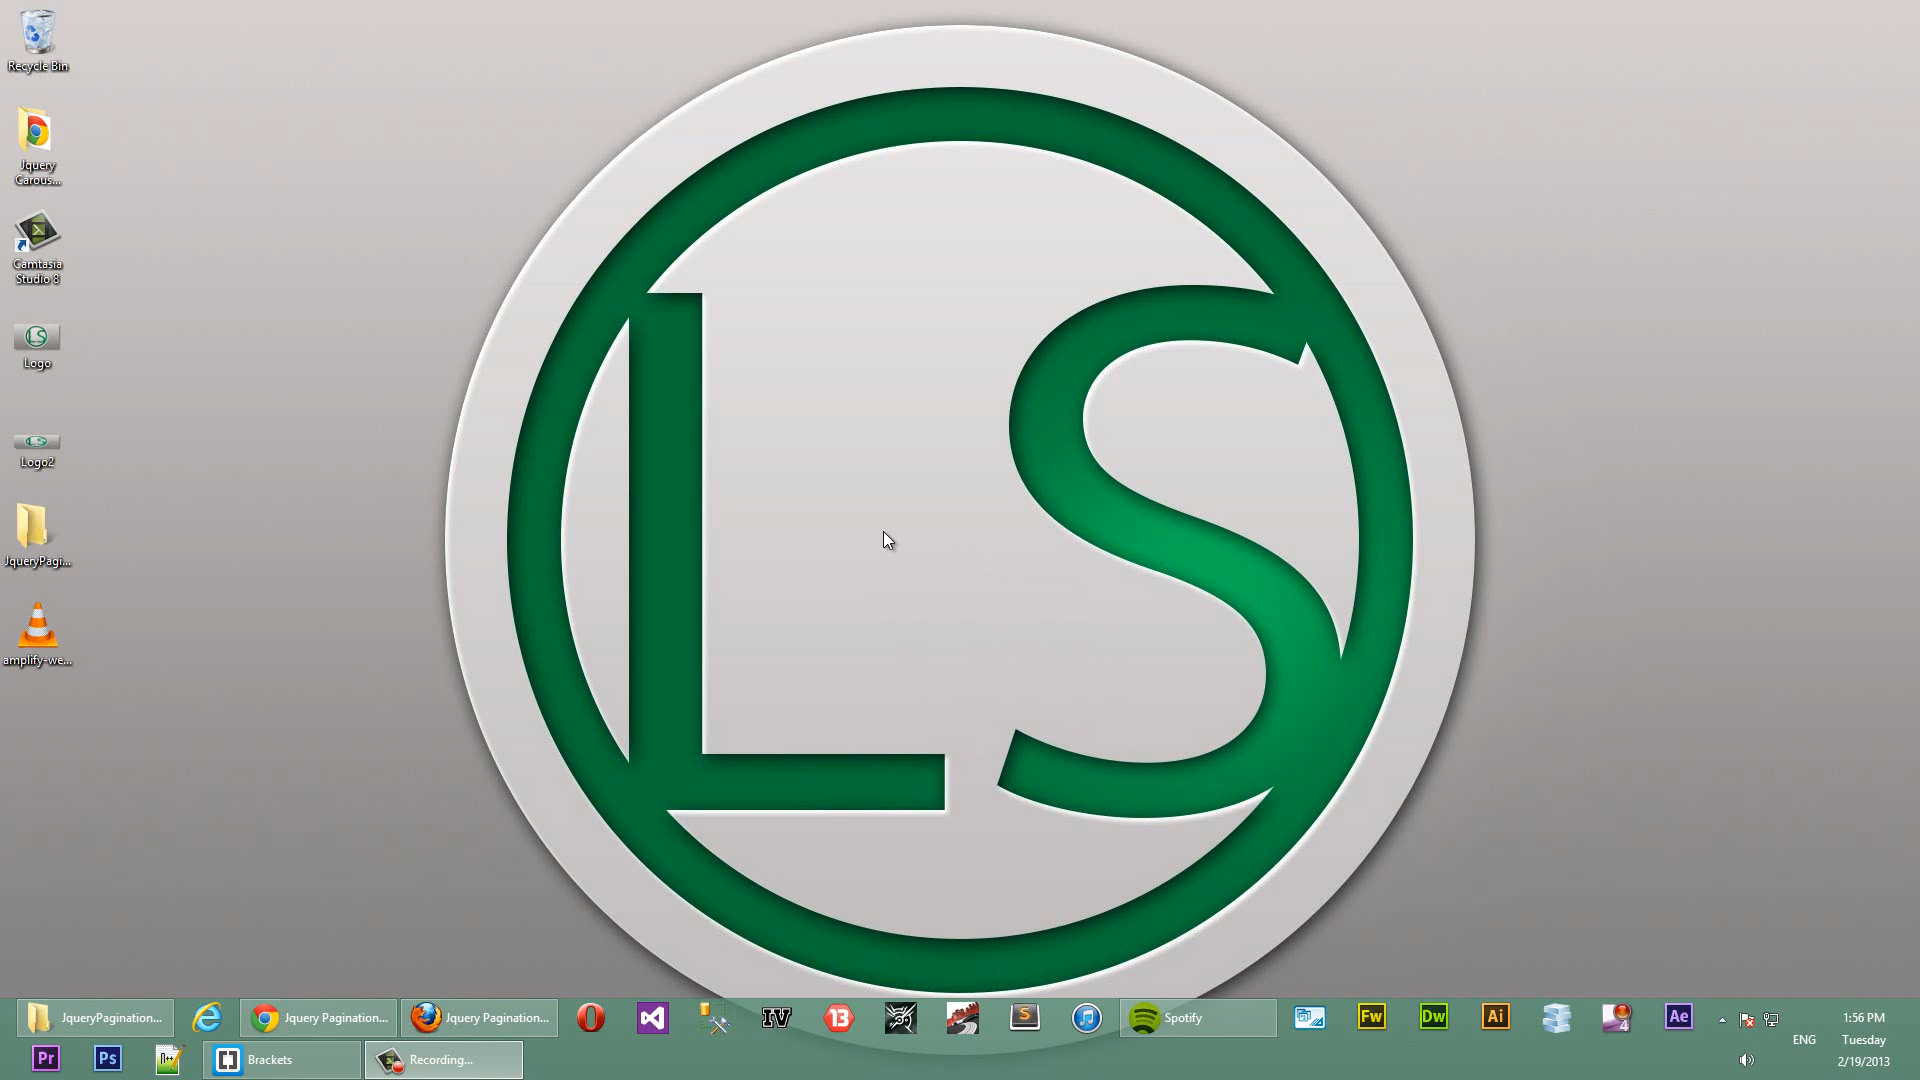 Recycle Bin
Jquery
Carous...
Camtasia
Studio 8
Logo
Logo2
JqueryPagi...
amplify-we...
LS
JqueryPagination...
Jquery Pagination...
Jquery Pagination...
IV
13
S
Spotify
Fw
Dw
Ai
4
Ae
ENG
1:56 PM
Tuesday
2/19/2013
Pr
Ps
n++
Brackets
Recording...